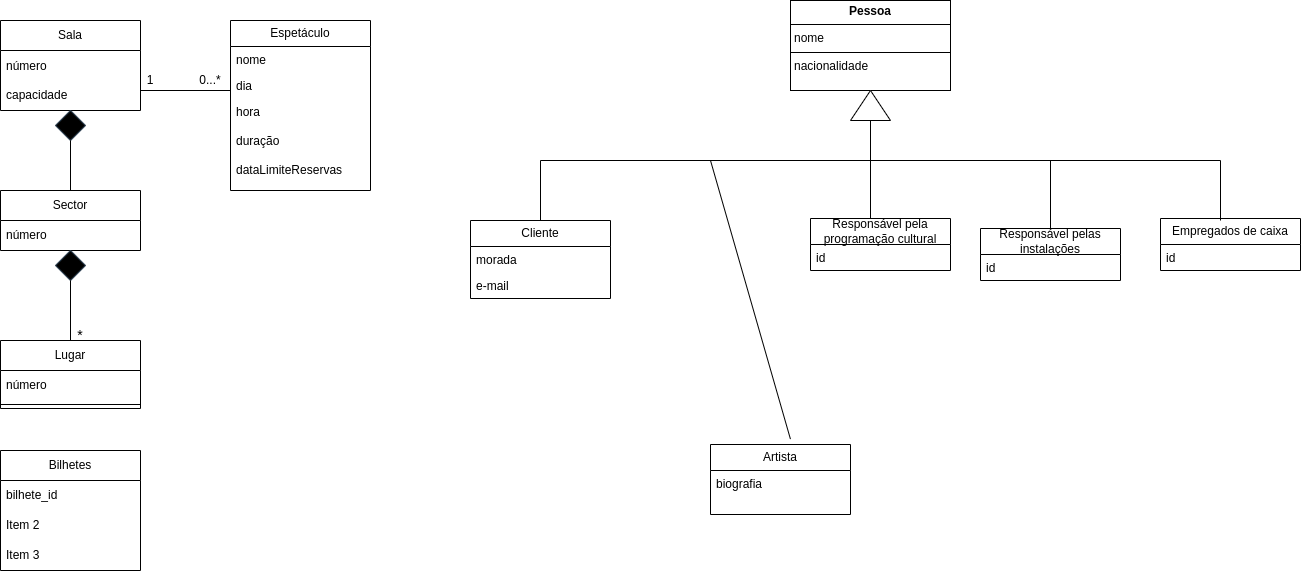 Sala
número
capacidade
1
0...*
Espetáculo
nome
dia
hora
duração
dataLimiteReservas
Sector
número
*
Lugar
número
Bilhetes
bilhete_id
Item 2
Item 3
Pessoa
nome
nacionalidade
Cliente
morada
e-mail
Responsável pela
programação cultural
id
Responsável pelas
instalações
id
Empregados de caixa
id
Artista
biografia